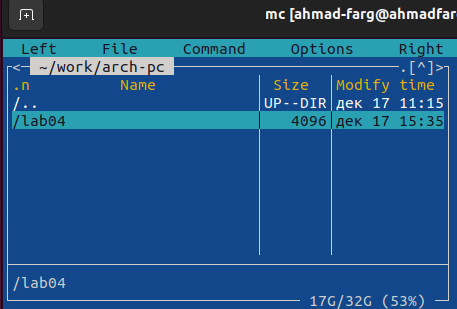 mc [ahmad-farg@ahmadfar
Left File Command Options Right
<- ~/work/arch-pc .[^]>
.n Name Size Modify time
/.. UP--DIR дек 17 11:15
/lab04 4096 дек 17 15:35
/lab04
17G/32G (53%)